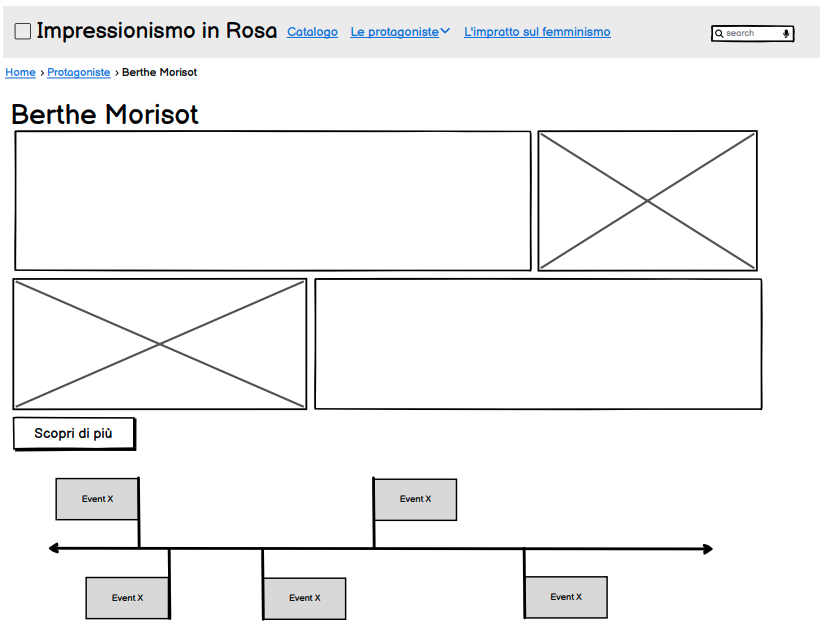 Impressionismo in Rosa Catalogo Le protagoniste L'impratto sul femminismo search
Home › Protagoniste › Berthe Morisot
Berthe Morisot
Scopri di più
Event X Event X
Event X Event X Event X